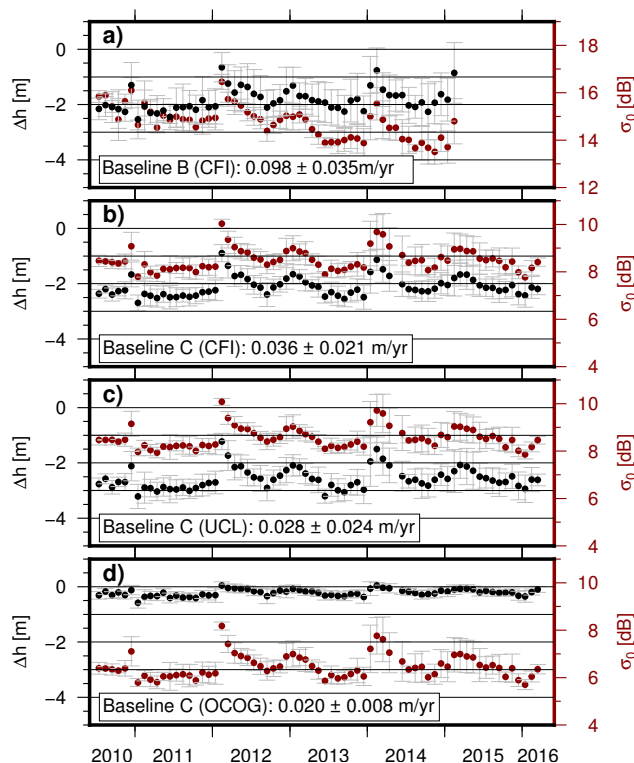 a)
0
−2
−4
Δh [m]
18
16
14
12
σ0 [dB]
Baseline B (CFI): 0.098 ± 0.035m/yr
b)
0
−2
−4
Δh [m]
10
8
6
4
σ0 [dB]
Baseline C (CFI): 0.036 ± 0.021 m/yr
c)
0
−2
−4
Δh [m]
10
8
6
4
σ0 [dB]
Baseline C (UCL): 0.028 ± 0.024 m/yr
d)
0
−2
−4
Δh [m]
10
8
6
4
σ0 [dB]
Baseline C (OCOG): 0.020 ± 0.008 m/yr
2010 2011 2012 2013 2014 2015 2016